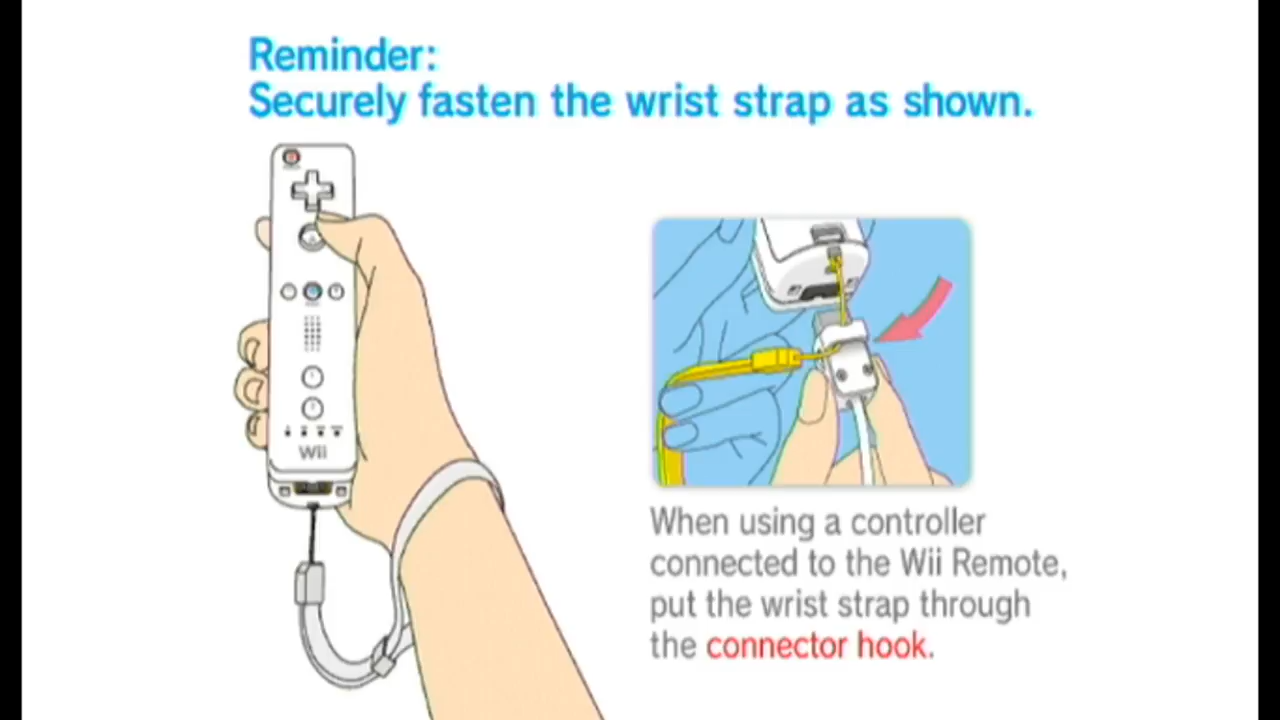 Reminder:
Securely fasten the wrist strap as shown.
Wii
When using a controller
connected to the Wii Remote,
put the wrist strap through
the connector hook.